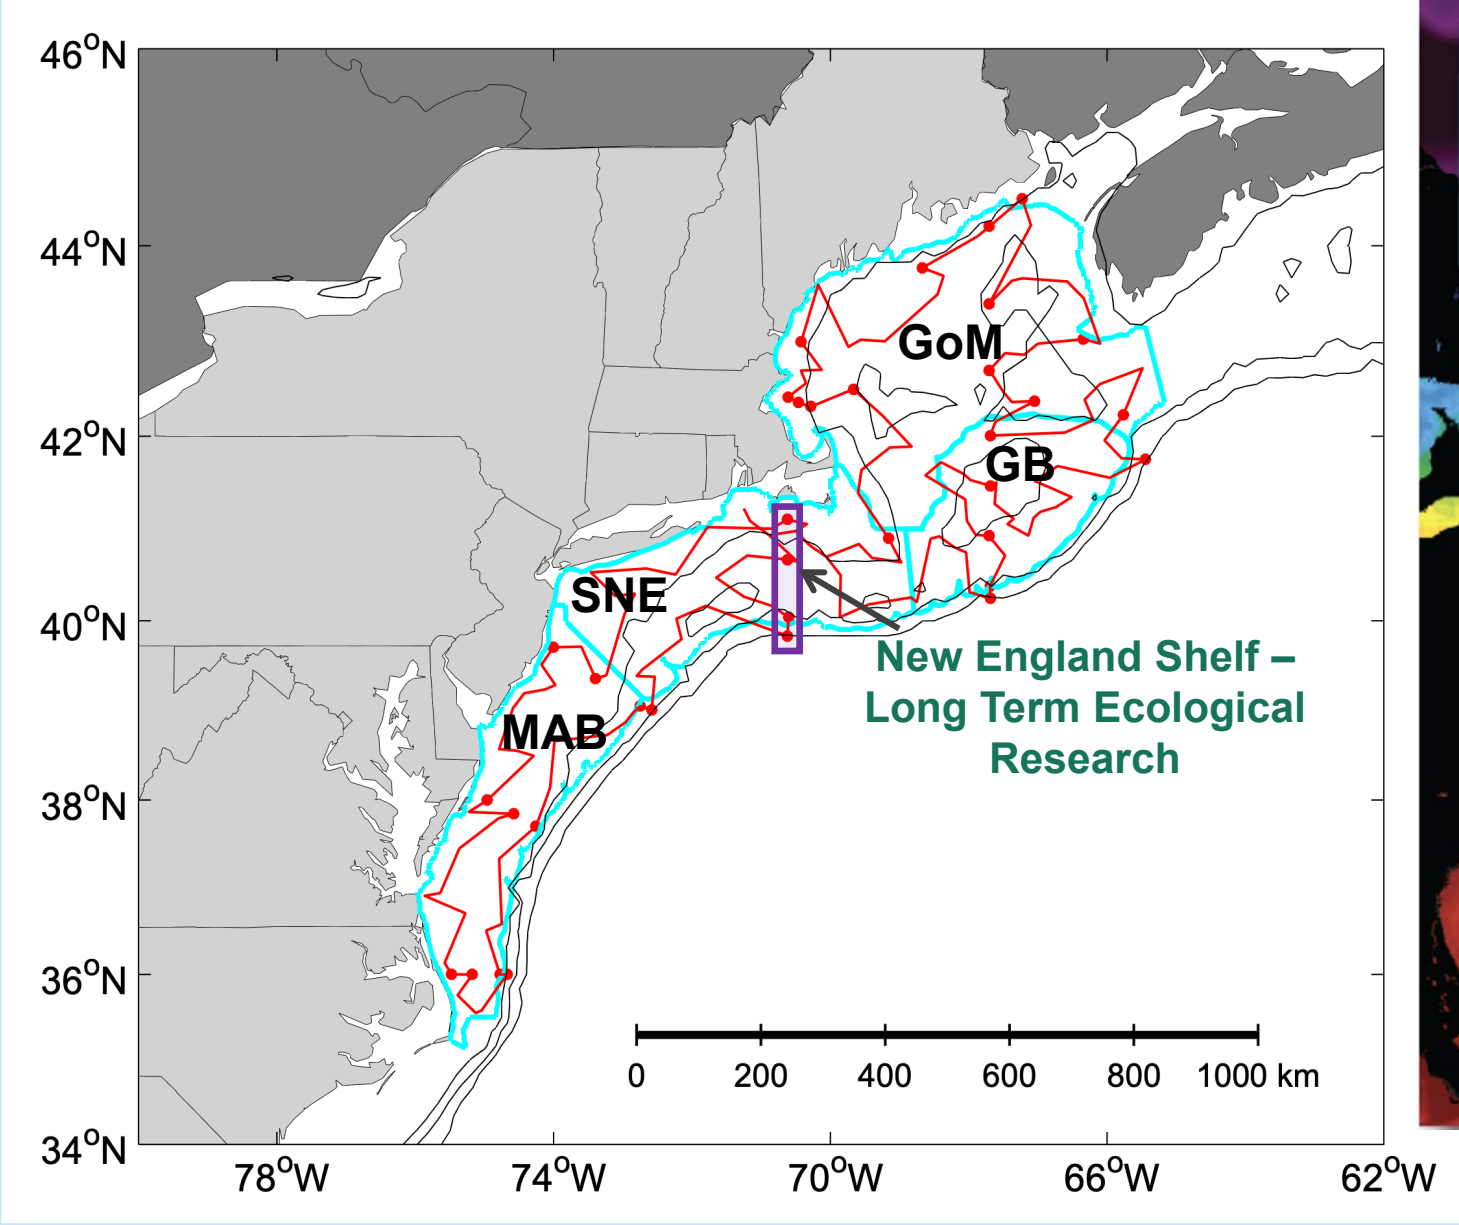 46°N
44°N
42°N
40°N
38°N
36°N
34°N
GoM
GB
SNE
MAB
New England Shelf –
Long Term Ecological
Research
0 200 400 600 800 1000 km
78°W 74°W 70°W 66°W 62°W